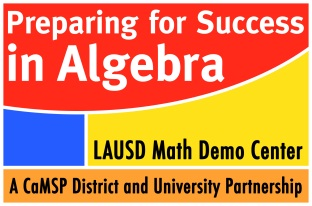 Preparing for Success
in Algebra
LAUSD Math Demo Center
A CaMSP District and University Partnership